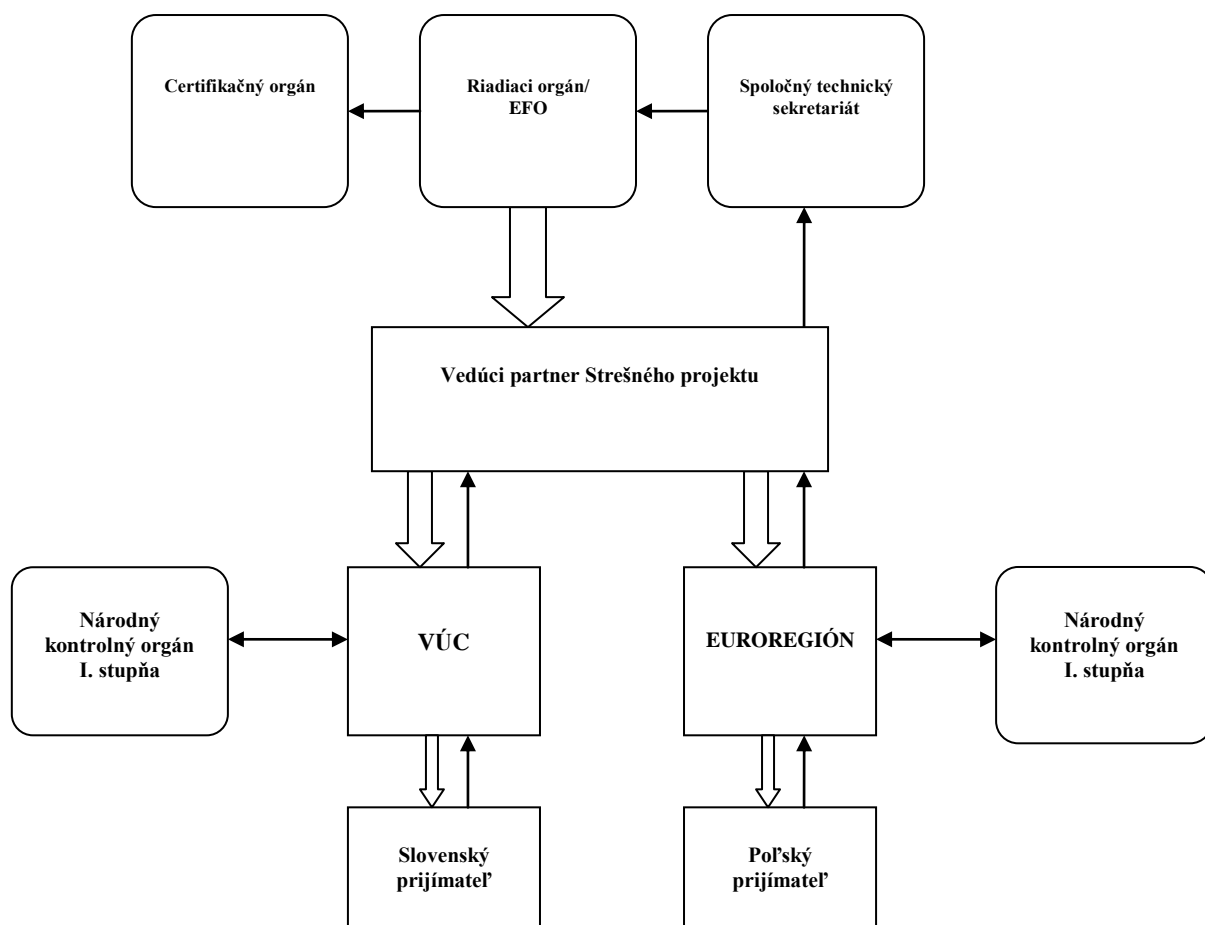 Certifikačný orgán
Riadiaci orgán/
EFO
Spoločný technický
sekretariát
Vedúci partner Strešného projektu
Národný
kontrolný orgán
I. stupňa
VÚC
EUROREGIÓN
Národný
kontrolný orgán
I. stupňa
Slovenský
prijímateľ
Poľský
prijímateľ